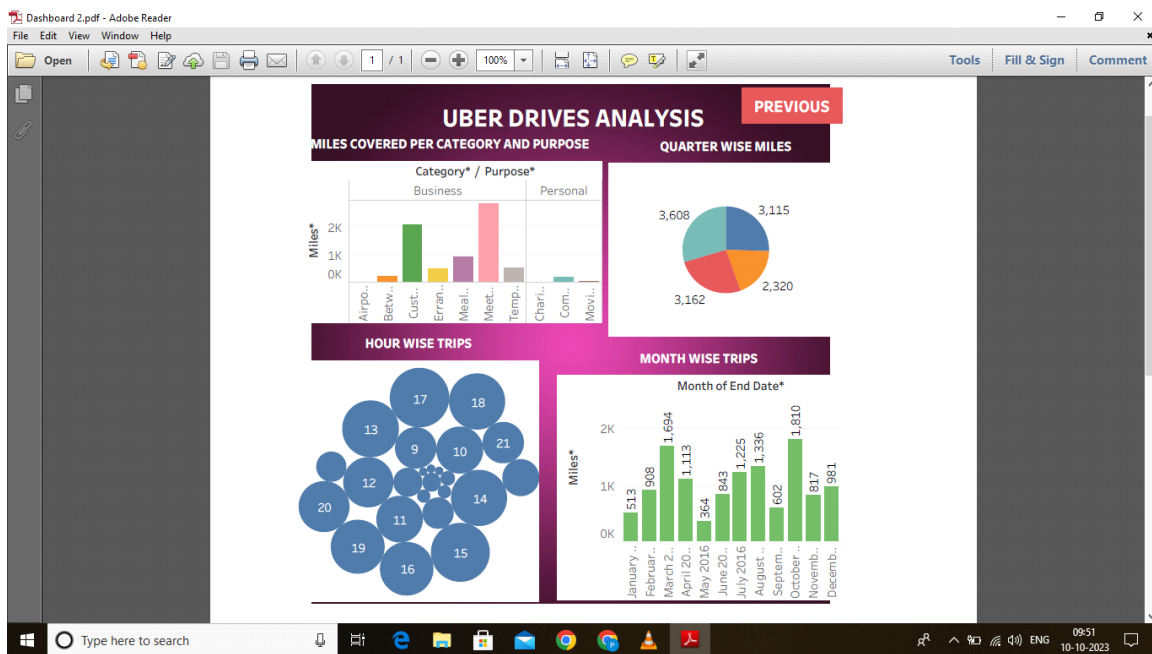 Dashboard 2.pdf - Adobe Reader
File Edit View Window Help
Open 1 / 1 100% Tools Fill & Sign Comment
UBER DRIVES ANALYSIS
PREVIOUS
MILES COVERED PER CATEGORY AND PURPOSE
Category* / Purpose*
Business Personal
Miles*
2K
1K
0K
Airpo..
Betw..
Cust..
Erran..
Meal..
Meet..
Temp..
Chari..
Com..
Movi..
QUARTER WISE MILES
3,608
3,115
3,162
2,320
HOUR WISE TRIPS
17
18
13
9
10
21
12
14
20
11
19
15
16
MONTH WISE TRIPS
Month of End Date*
Miles*
2K
1K
0K
513
908
1,694
1,113
364
843
1,225
1,336
602
1,810
817
981
January ..
Februar..
March 2..
April 20..
May 2016
June 20..
July 2016
August ..
Septem..
October ..
Novemb..
Decemb..
Type here to search
ENG
09:51
10-10-2023